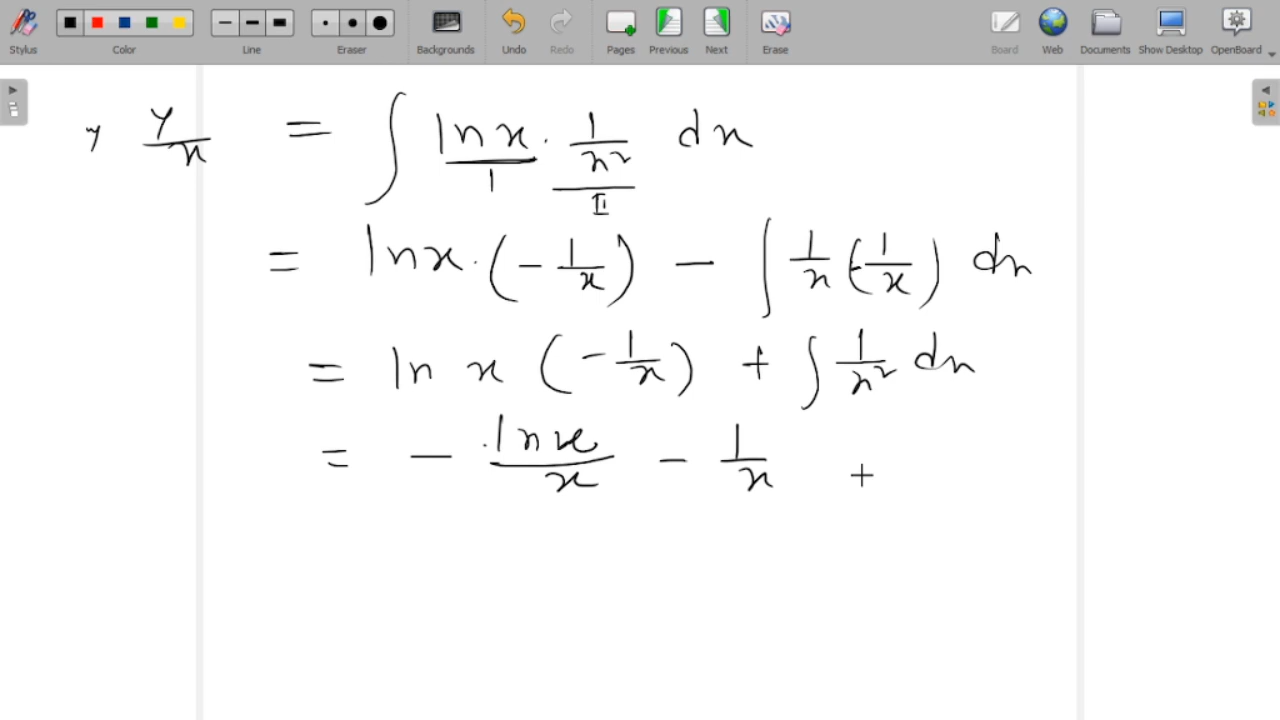 Stylus Color Line Eraser Backgrounds Undo Redo Pages Previous Next Erase Board Web Documents Show Desktop OpenBoard
y/x = ∫ ln x · 1/x² dx
I II
= ln x · (- 1/x) - ∫ 1/x (- 1/x) dx
= ln x (- 1/x) + ∫ 1/x² dx
= - ln x/x - 1/x +